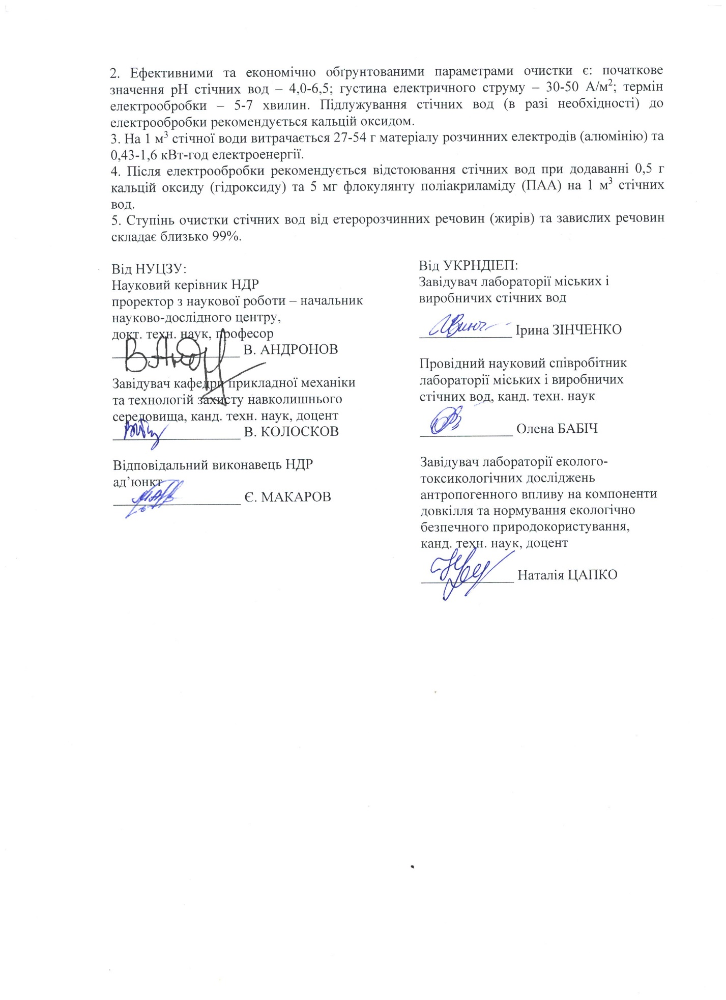 2. Ефективними та економічно обґрунтованими параметрами очистки є: початкове
значення рН стічних вод – 4,0-6,5; густина електричного струму – 30-50 А/м²; термін
електрообробки – 5-7 хвилин. Підлужування стічних вод (в разі необхідності) до
електрообробки рекомендується кальцій оксидом.
3. На 1 м³ стічної води витрачається 27-54 г матеріалу розчинних електродів (алюмінію) та
0,43-1,6 кВт-год електроенергії.
4. Після електрообробки рекомендується відстоювання стічних вод при додаванні 0,5 г
кальцій оксиду (гідроксиду) та 5 мг флокулянту поліакриламіду (ПАА) на 1 м³ стічних
вод.
5. Ступінь очистки стічних вод від етеророзчинних речовин (жирів) та завислих речовин
складає близько 99%.
Від НУЦЗУ:
Науковий керівник НДР
проректор з наукової роботи – начальник
науково-дослідного центру,
докт. техн. наук, професор
В. АНДРОНОВ
Завідувач кафедри прикладної механіки
та технологій захисту навколишнього
середовища, канд. техн. наук, доцент
В. КОЛОСКОВ
Відповідальний виконавець НДР
ад’юнкт
Є. МАКАРОВ
Від УКРНДІЕП:
Завідувач лабораторії міських і
виробничих стічних вод
Ірина ЗІНЧЕНКО
Провідний науковий співробітник
лабораторії міських і виробничих
стічних вод, канд. техн. наук
Олена БАБІЧ
Завідувач лабораторії еколого-
токсикологічних досліджень
антропогенного впливу на компоненти
довкілля та нормування екологічно
безпечного природокористування,
канд. техн. наук, доцент
Наталія ЦАПКО